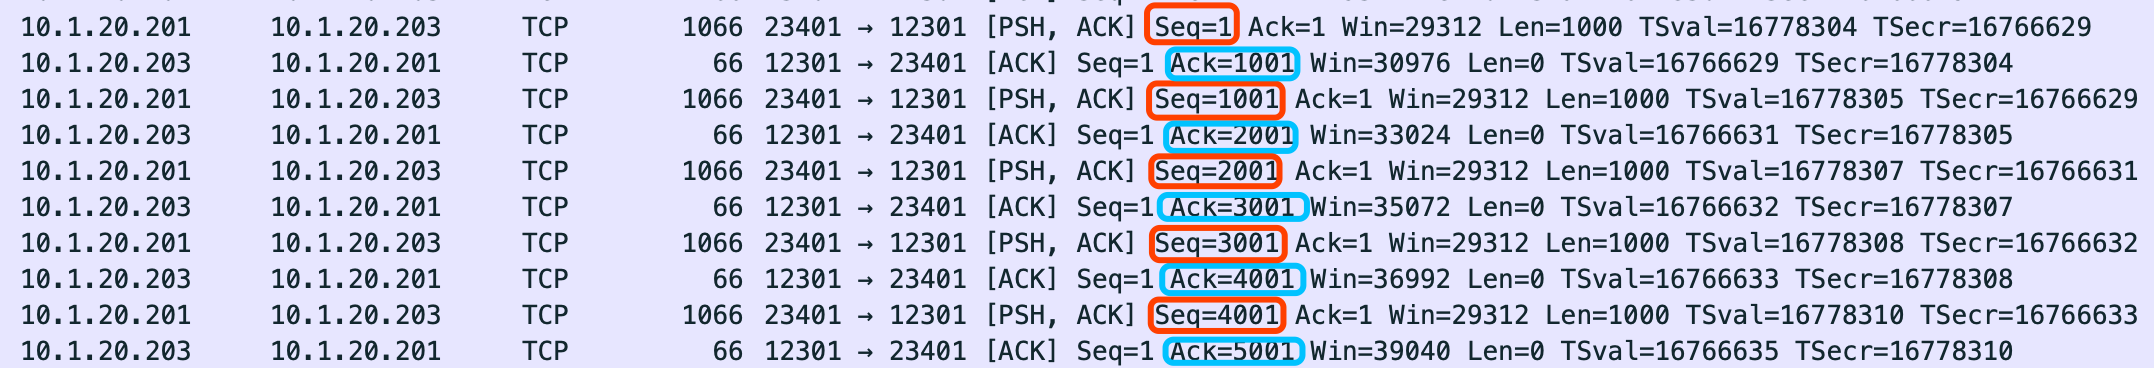 10.1.20.201 10.1.20.203 TCP 1066 23401 → 12301 [PSH, ACK] Seq=1 Ack=1 Win=29312 Len=1000 TSval=16778304 TSecr=16766629
10.1.20.203 10.1.20.201 TCP 66 12301 → 23401 [ACK] Seq=1 Ack=1001 Win=30976 Len=0 TSval=16766629 TSecr=16778304
10.1.20.201 10.1.20.203 TCP 1066 23401 → 12301 [PSH, ACK] Seq=1001 Ack=1 Win=29312 Len=1000 TSval=16778305 TSecr=16766629
10.1.20.203 10.1.20.201 TCP 66 12301 → 23401 [ACK] Seq=1 Ack=2001 Win=33024 Len=0 TSval=16766631 TSecr=16778305
10.1.20.201 10.1.20.203 TCP 1066 23401 → 12301 [PSH, ACK] Seq=2001 Ack=1 Win=29312 Len=1000 TSval=16778307 TSecr=16766631
10.1.20.203 10.1.20.201 TCP 66 12301 → 23401 [ACK] Seq=1 Ack=3001 Win=35072 Len=0 TSval=16766632 TSecr=16778307
10.1.20.201 10.1.20.203 TCP 1066 23401 → 12301 [PSH, ACK] Seq=3001 Ack=1 Win=29312 Len=1000 TSval=16778308 TSecr=16766632
10.1.20.203 10.1.20.201 TCP 66 12301 → 23401 [ACK] Seq=1 Ack=4001 Win=36992 Len=0 TSval=16766633 TSecr=16778308
10.1.20.201 10.1.20.203 TCP 1066 23401 → 12301 [PSH, ACK] Seq=4001 Ack=1 Win=29312 Len=1000 TSval=16778310 TSecr=16766633
10.1.20.203 10.1.20.201 TCP 66 12301 → 23401 [ACK] Seq=1 Ack=5001 Win=39040 Len=0 TSval=16766635 TSecr=16778310